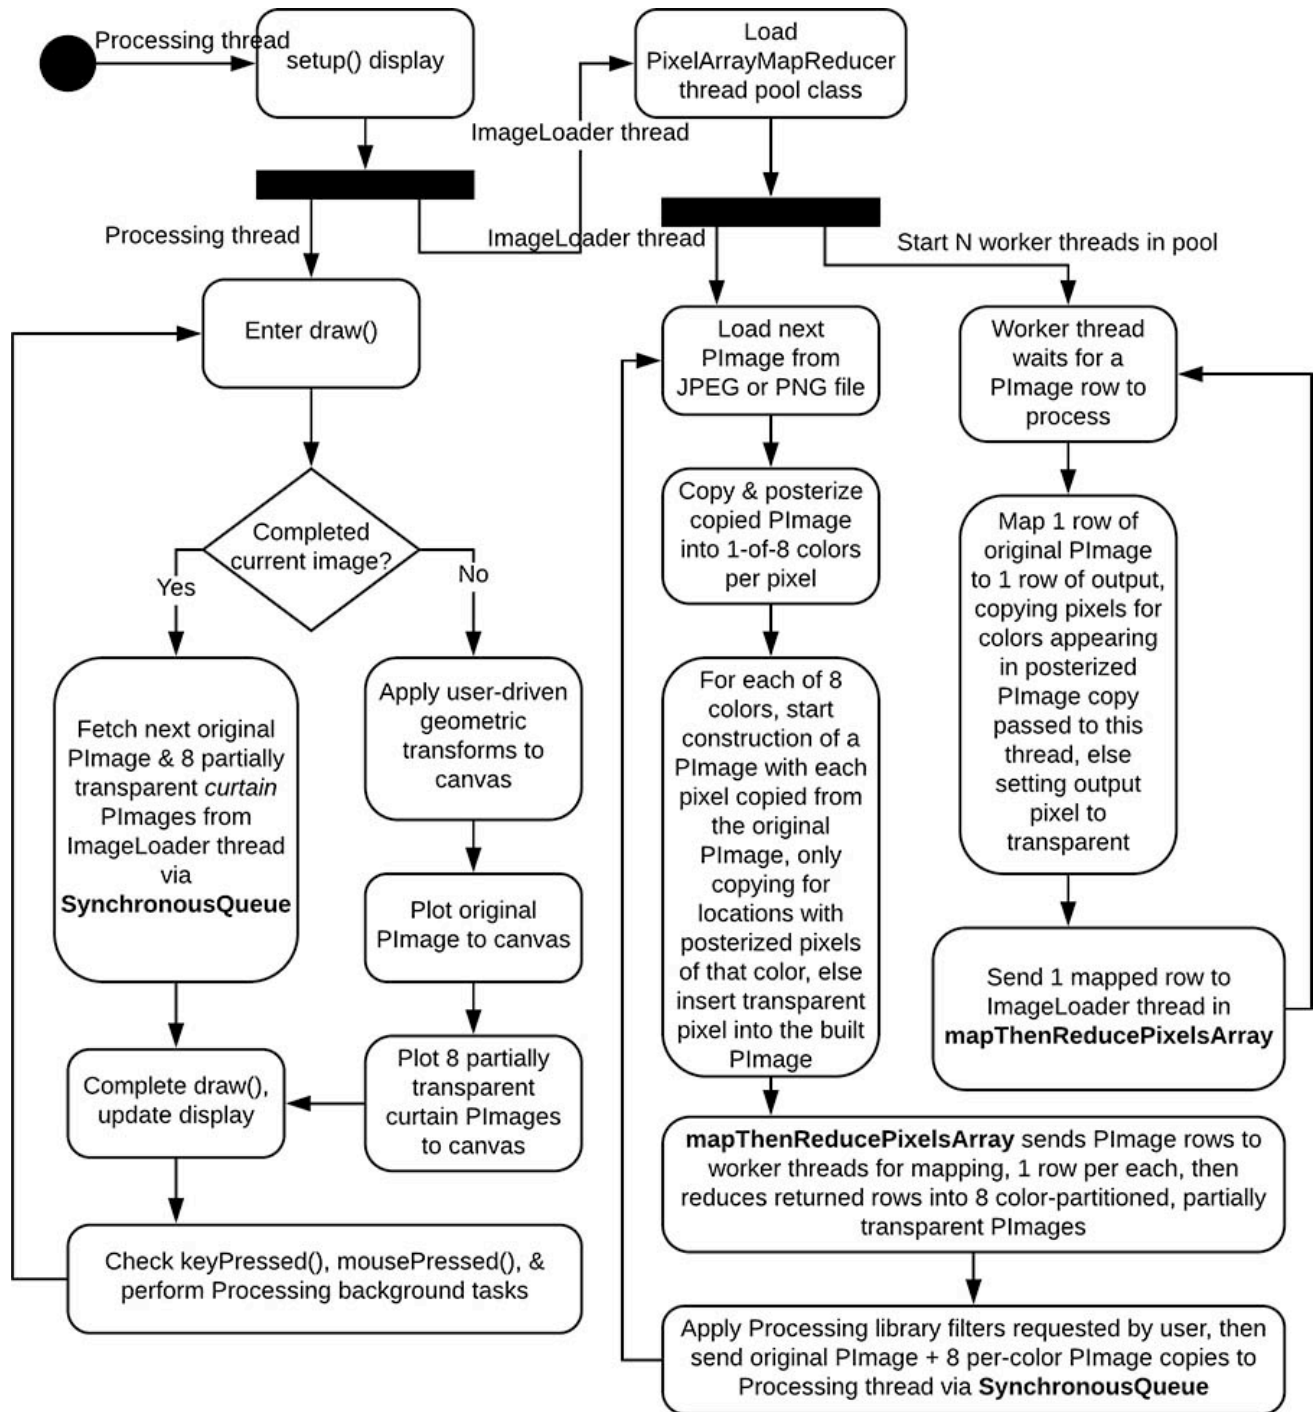 Processing thread
setup() display
Load
PixelArrayMapReducer
thread pool class
ImageLoader thread
Processing thread
ImageLoader thread
Start N worker threads in pool
Enter draw()
Completed
current image?
Yes
No
Fetch next original
PImage & 8 partially
transparent curtain
PImages from
ImageLoader thread
via
SynchronousQueue
Apply user-driven
geometric
transforms to
canvas
Plot original
PImage to canvas
Plot 8 partially
transparent
curtain PImages
to canvas
Complete draw(),
update display
Check keyPressed(), mousePressed(), &
perform Processing background tasks
Load next
PImage from
JPEG or PNG file
Copy & posterize
copied PImage
into 1-of-8 colors
per pixel
For each of 8
colors, start
construction of a
PImage with each
pixel copied from
the original
PImage, only
copying for
locations with
posterized pixels
of that color, else
insert transparent
pixel into the built
PImage
Worker thread
waits for a
PImage row to
process
Map 1 row of
original PImage
to 1 row of output,
copying pixels for
colors appearing
in posterized
PImage copy
passed to this
thread, else
setting output
pixel to
transparent
Send 1 mapped row to
ImageLoader thread in
mapThenReducePixelsArray
mapThenReducePixelsArray sends PImage rows to
worker threads for mapping, 1 row per each, then
reduces returned rows into 8 color-partitioned, partially
transparent PImages
Apply Processing library filters requested by user, then
send original PImage + 8 per-color PImage copies to
Processing thread via SynchronousQueue